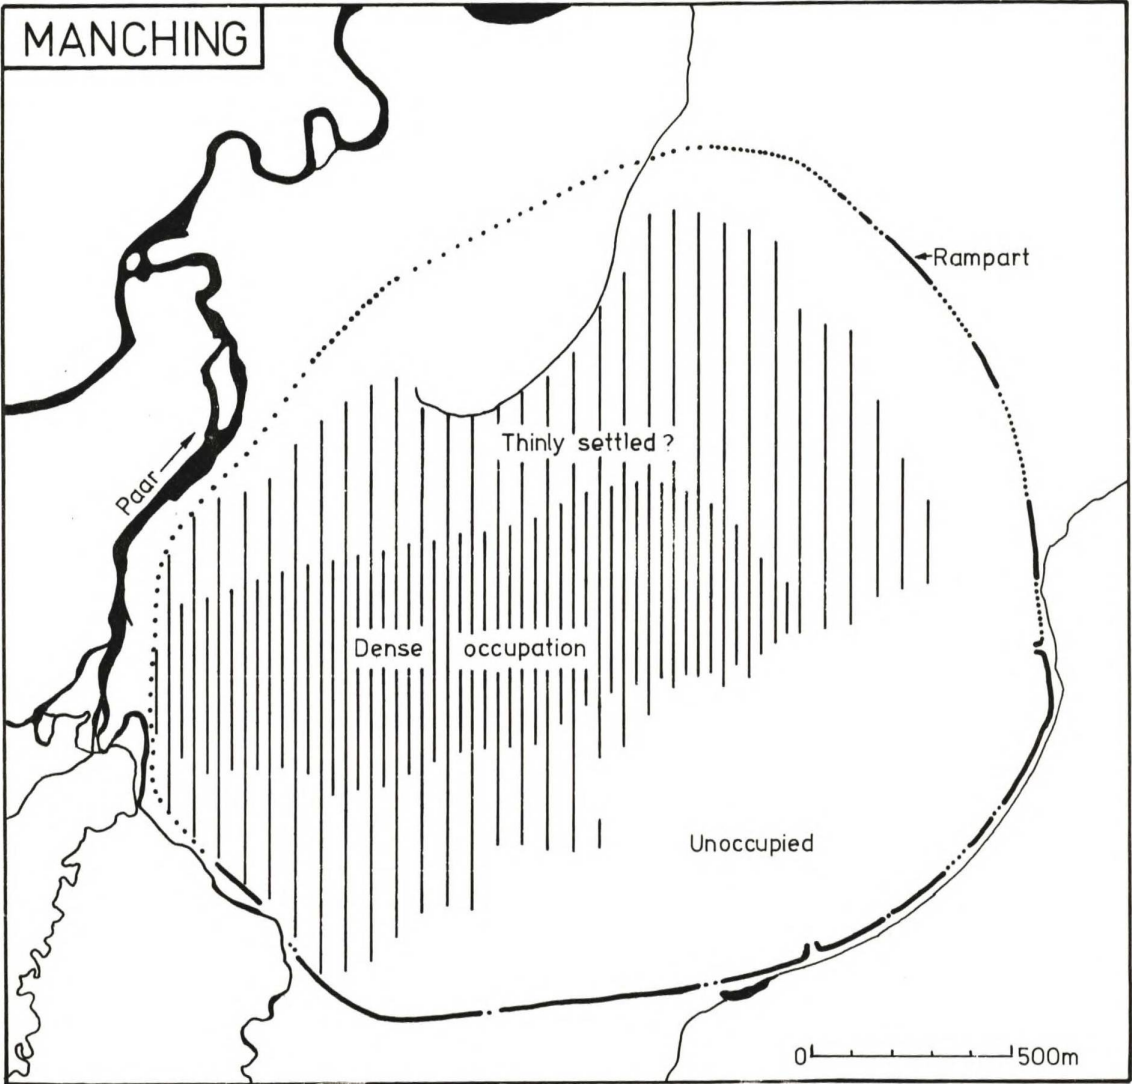 MANCHING
Rampart
Thinly settled ?
Paar
Dense occupation
Unoccupied
0 500m